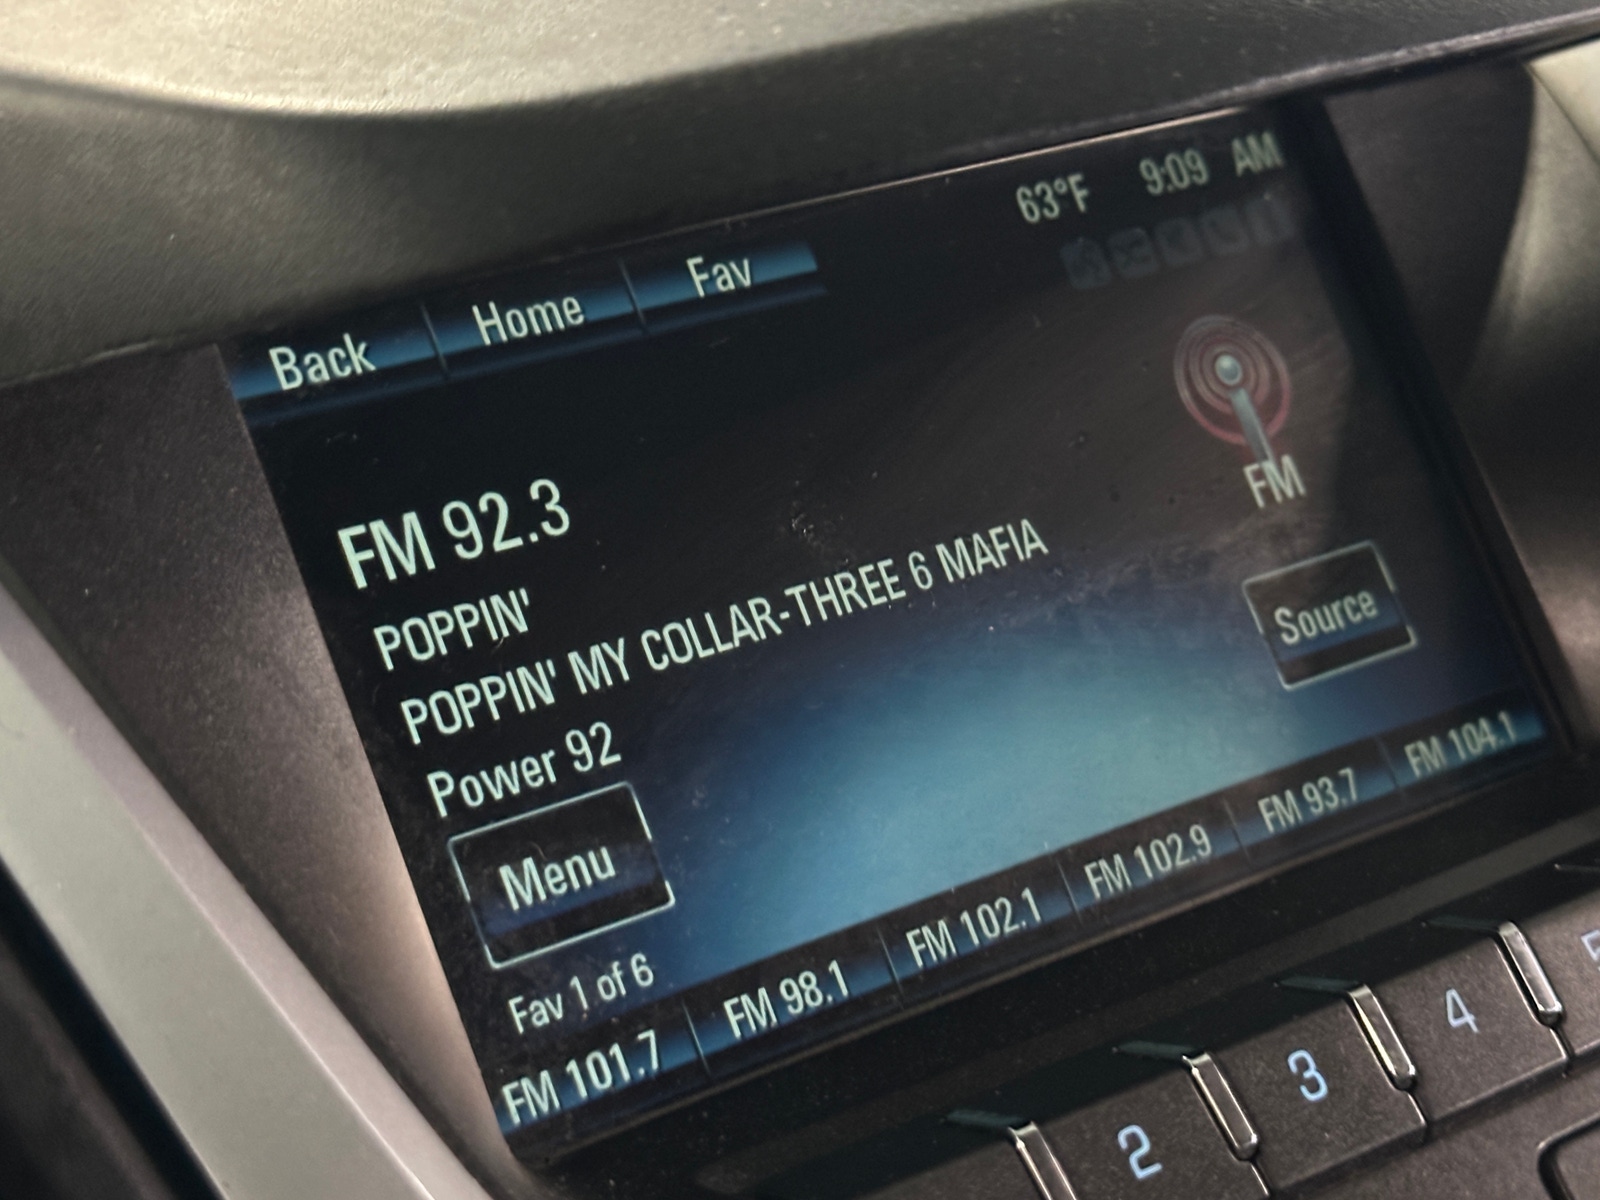 63°F 9:09 AM
Back Home Fav
FM 92.3
POPPIN'
POPPIN' MY COLLAR-THREE 6 MAFIA
Power 92
FM
Source
Menu
Fav 1 of 6
FM 101.7 FM 98.1 FM 102.1 FM 102.9 FM 93.7 FM 104.1
2 3 4 5